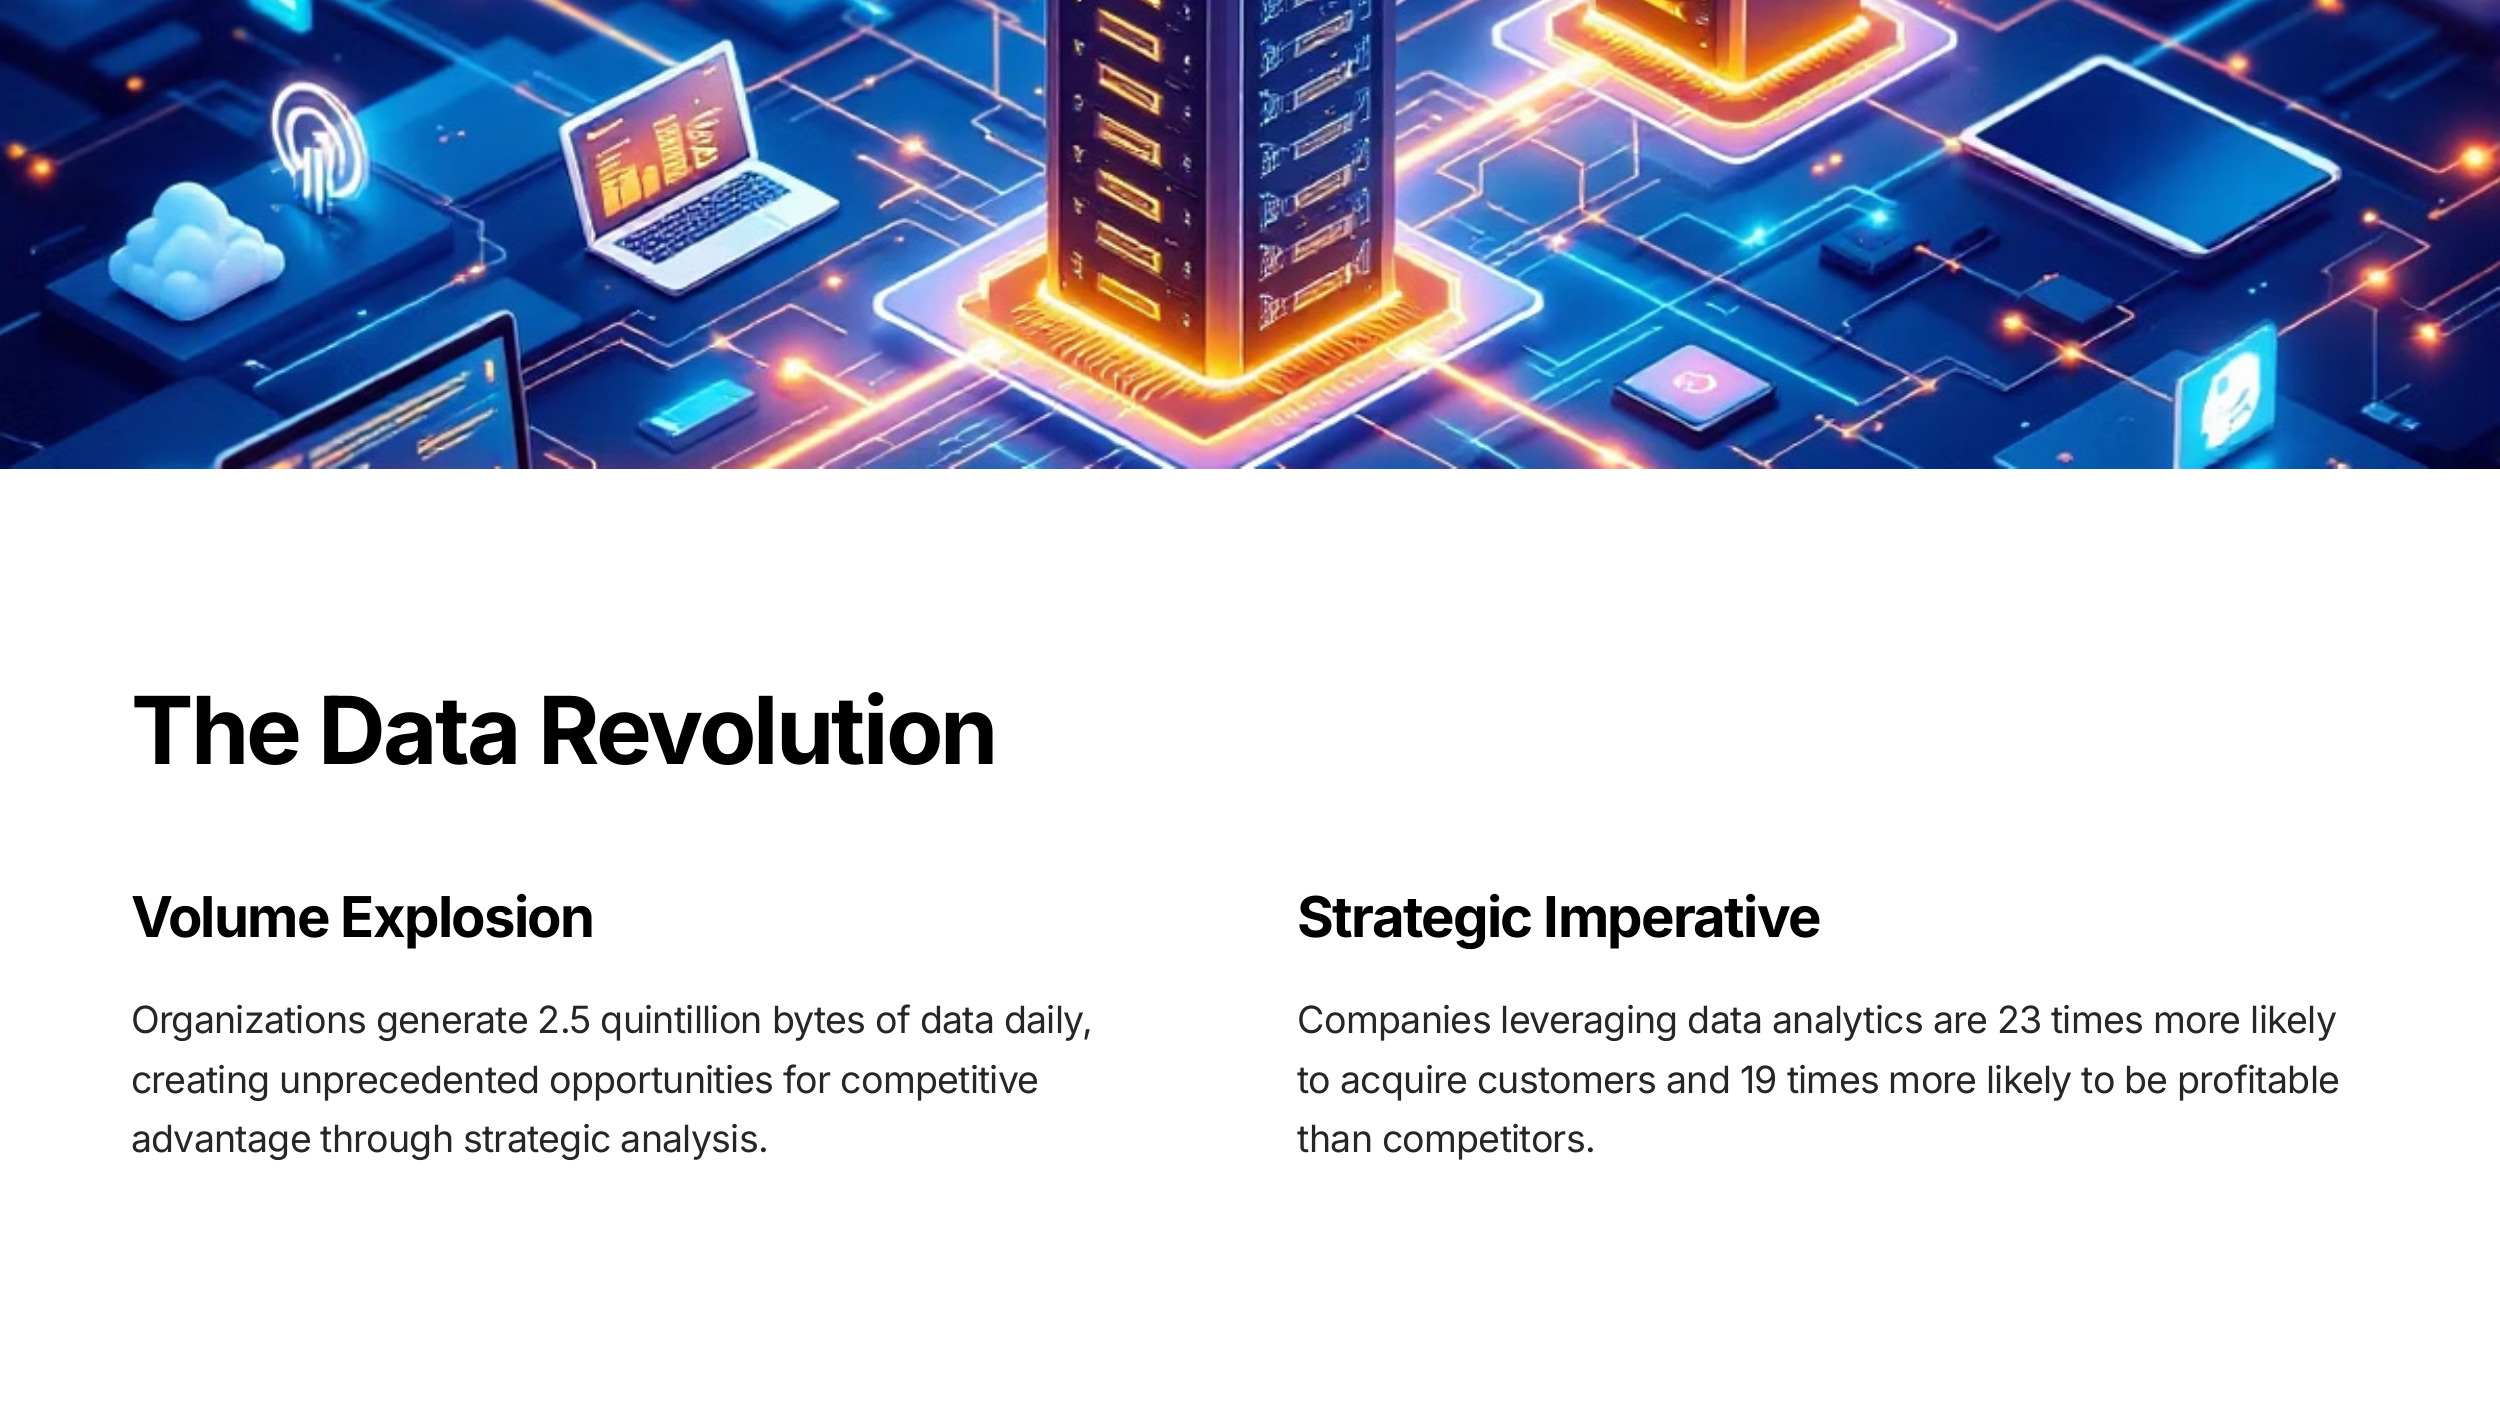 The Data Revolution
Volume Explosion
Organizations generate 2.5 quintillion bytes of data daily,
creating unprecedented opportunities for competitive
advantage through strategic analysis.
Strategic Imperative
Companies leveraging data analytics are 23 times more likely
to acquire customers and 19 times more likely to be profitable
than competitors.